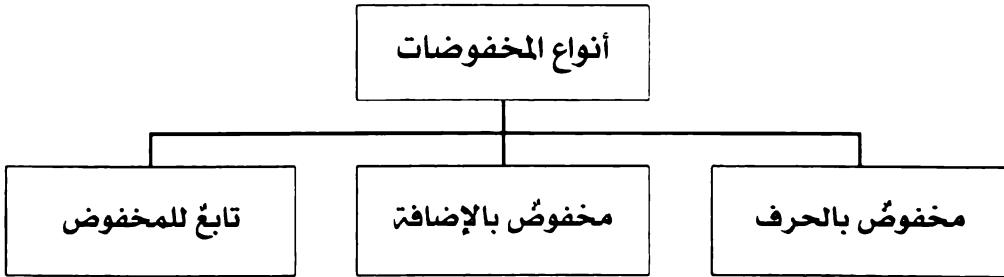 أنواع المخفوضات
مخفوضٌ بالحرف
مخفوضٌ بالإضافة
تابعٌ للمخفوض